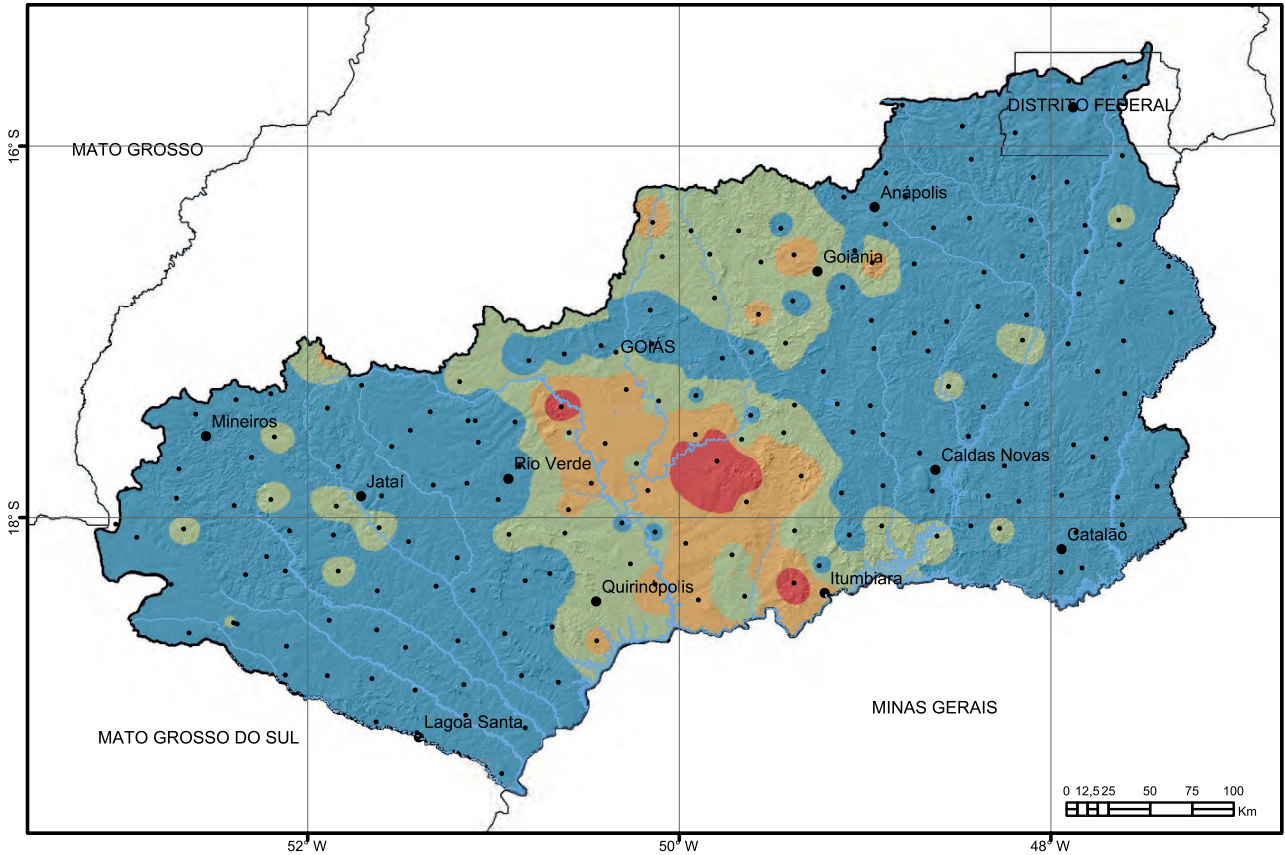 DISTRITO FEDERAL
MATO GROSSO
16° S
Anápolis
Goiânia
GOIÁS
Mineiros
Rio Verde
Caldas Novas
Jataí
18° S
Catalão
Itumbiara
Quirinópolis
MINAS GERAIS
Lagoa Santa
MATO GROSSO DO SUL
0 12,5 25 50 75 100
Km
52° W 50° W 48° W